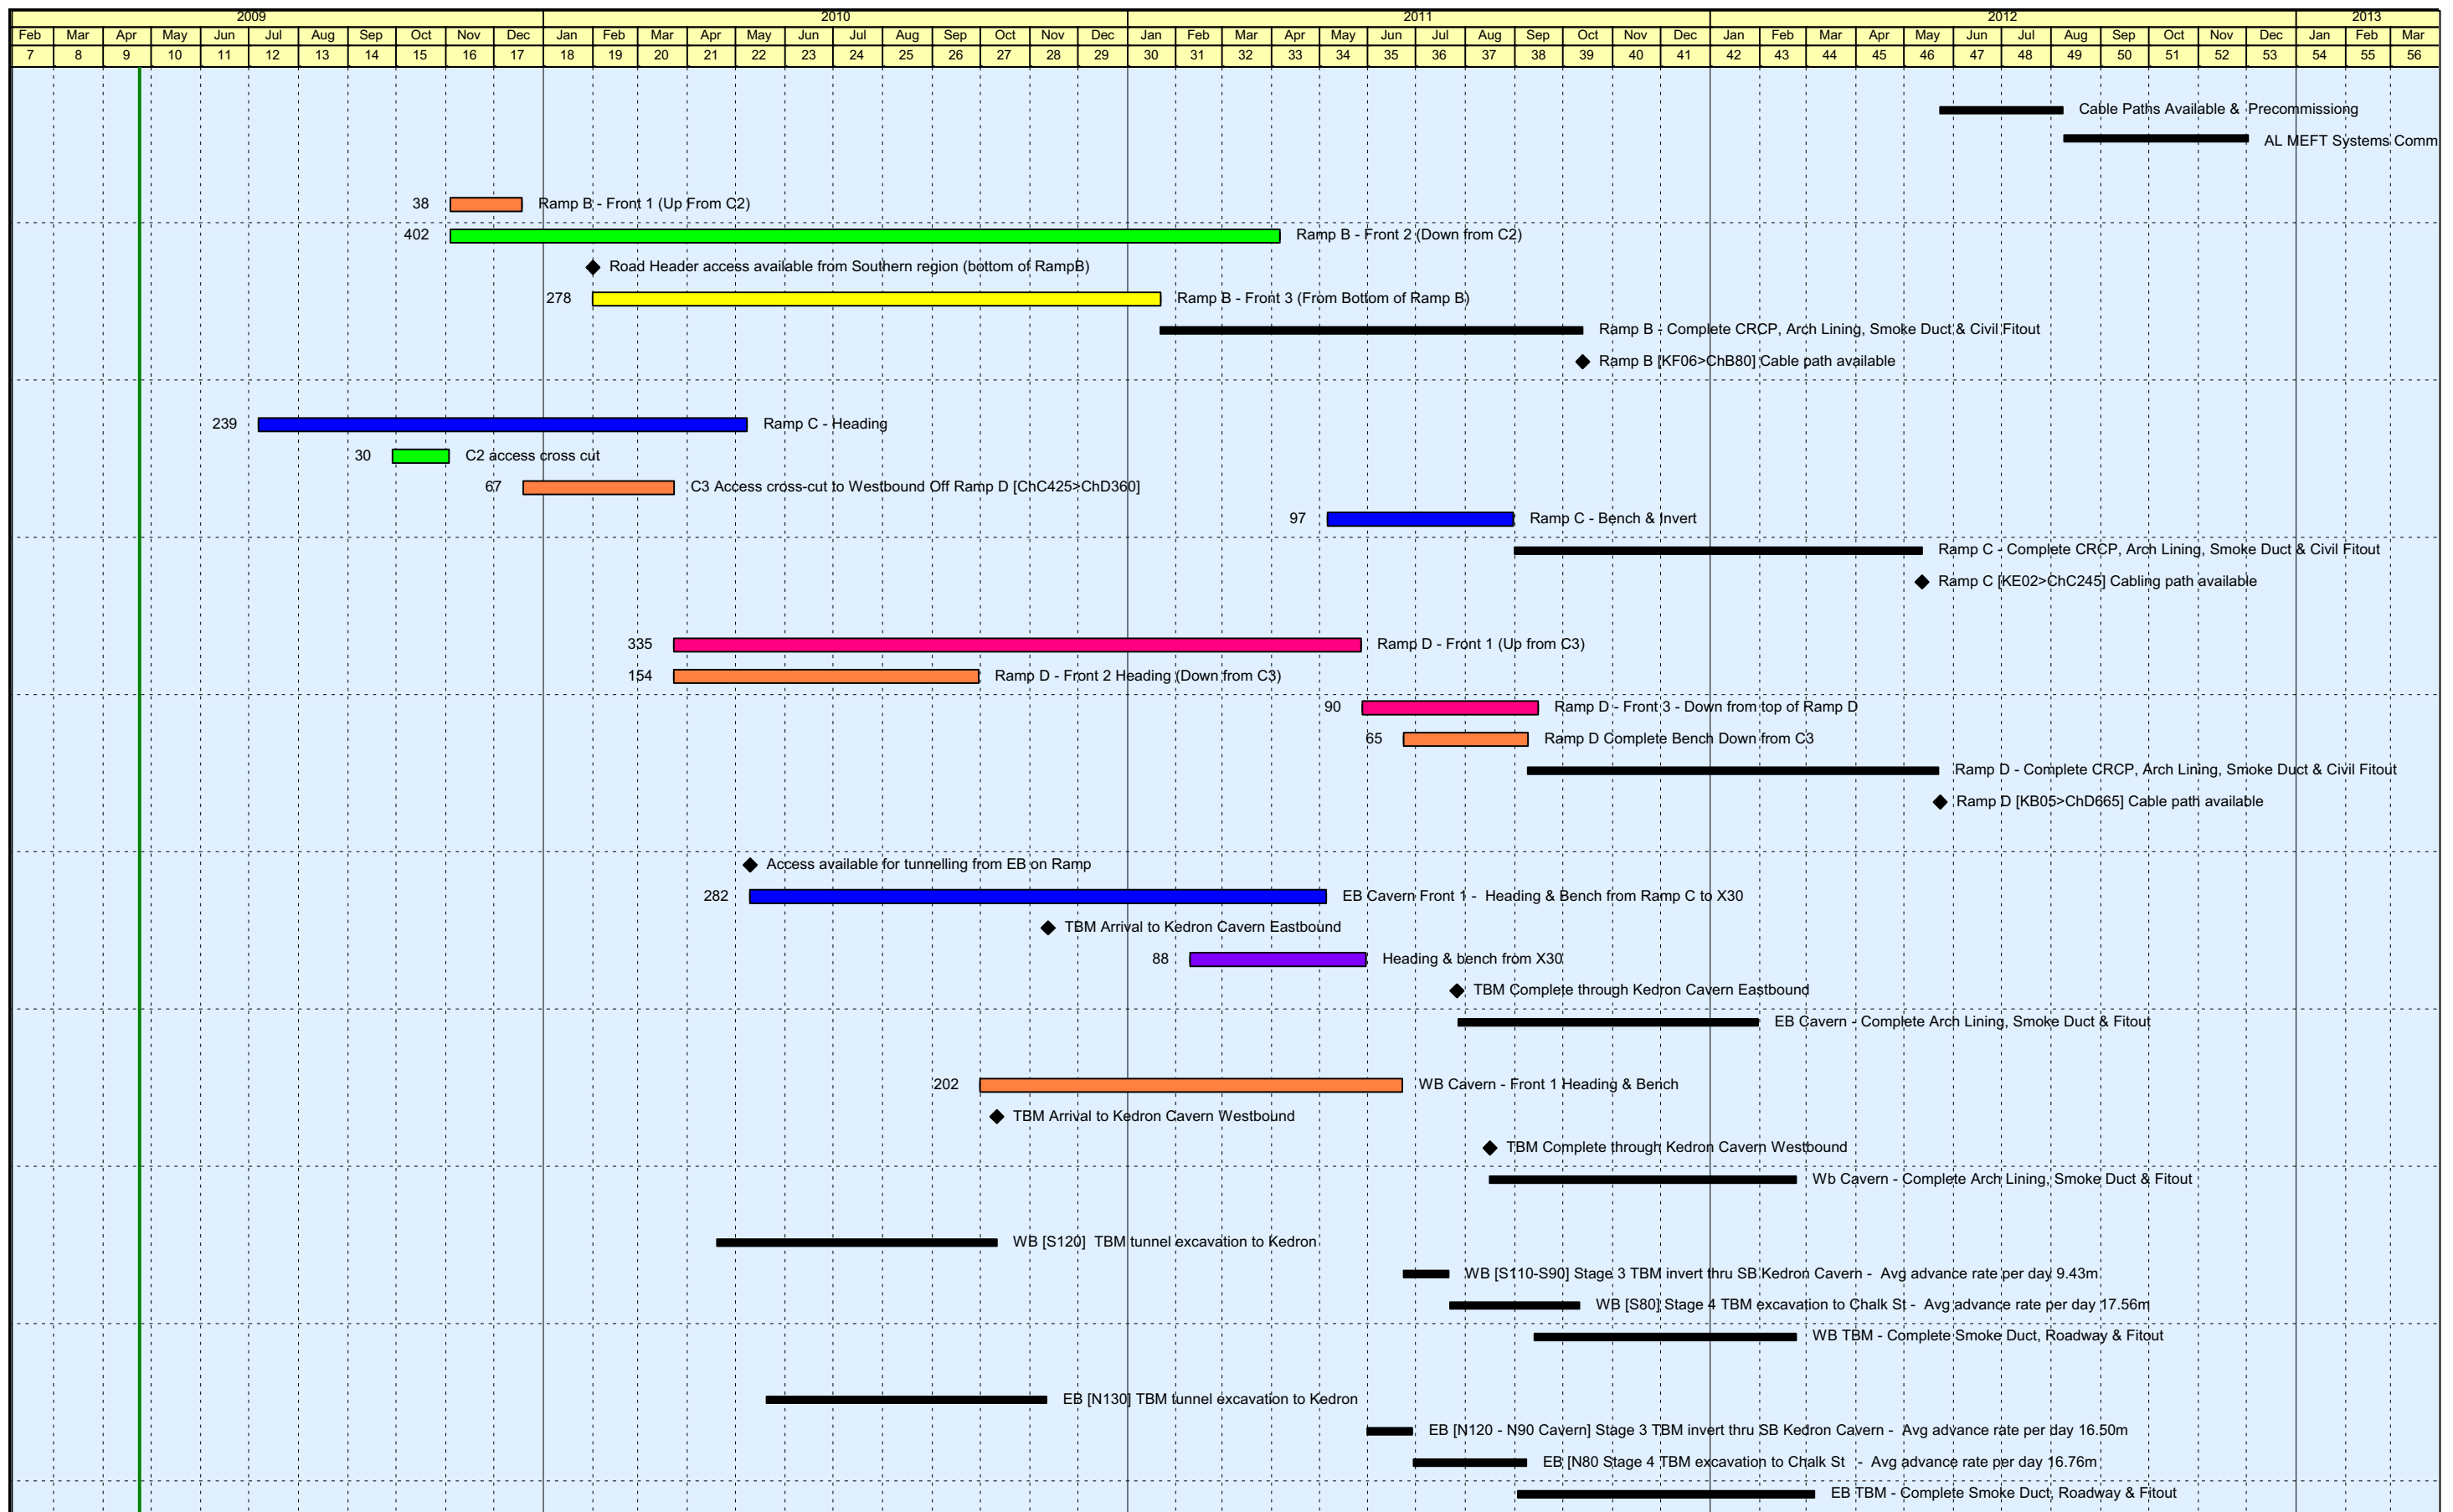 2009 2010 2011 2012 2013
Feb Mar Apr May Jun Jul Aug Sep Oct Nov Dec Jan Feb Mar Apr May Jun Jul Aug Sep Oct Nov Dec Jan Feb Mar Apr May Jun Jul Aug Sep Oct Nov Dec Jan Feb Mar Apr May Jun Jul Aug Sep Oct Nov Dec Jan Feb Mar
7 8 9 10 11 12 13 14 15 16 17 18 19 20 21 22 23 24 25 26 27 28 29 30 31 32 33 34 35 36 37 38 39 40 41 42 43 44 45 46 47 48 49 50 51 52 53 54 55 56
Cable Paths Available & Precommissiong
AL MEFT Systems Comm
38 Ramp B - Front 1 (Up From C2)
402 Ramp B - Front 2 (Down from C2)
Road Header access available from Southern region (bottom of RampB)
278 Ramp B - Front 3 (From Bottom of Ramp B)
Ramp B - Complete CRCP, Arch Lining, Smoke Duct & Civil Fitout
Ramp B [KF06>ChB80] Cable path available
239 Ramp C - Heading
30 C2 access cross cut
67 C3 Access cross-cut to Westbound Off Ramp D [ChC425>ChD360]
97 Ramp C - Bench & Invert
Ramp C - Complete CRCP, Arch Lining, Smoke Duct & Civil Fitout
Ramp C [KE02>ChC245] Cabling path available
335 Ramp D - Front 1 (Up from C3)
154 Ramp D - Front 2 Heading (Down from C3)
90 Ramp D - Front 3 - Down from top of Ramp D
65 Ramp D Complete Bench Down from C3
Ramp D - Complete CRCP, Arch Lining, Smoke Duct & Civil Fitout
Ramp D [KB05>ChD665] Cable path available
Access available for tunnelling from EB on Ramp
282 EB Cavern Front 1 - Heading & Bench from Ramp C to X30
TBM Arrival to Kedron Cavern Eastbound
88 Heading & bench from X30
TBM Complete through Kedron Cavern Eastbound
EB Cavern - Complete Arch Lining, Smoke Duct & Fitout
202 WB Cavern - Front 1 Heading & Bench
TBM Arrival to Kedron Cavern Westbound
TBM Complete through Kedron Cavern Westbound
Wb Cavern - Complete Arch Lining, Smoke Duct & Fitout
WB [S120] TBM tunnel excavation to Kedron
WB [S110-S90] Stage 3 TBM invert thru SB Kedron Cavern - Avg advance rate per day 9.43m
WB [S80] Stage 4 TBM excavation to Chalk St - Avg advance rate per day 17.56m
WB TBM - Complete Smoke Duct, Roadway & Fitout
EB [N130] TBM tunnel excavation to Kedron
EB [N120 - N90 Cavern] Stage 3 TBM invert thru SB Kedron Cavern - Avg advance rate per day 16.50m
EB [N80 Stage 4 TBM excavation to Chalk St - Avg advance rate per day 16.76m
EB TBM - Complete Smoke Duct, Roadway & Fitout